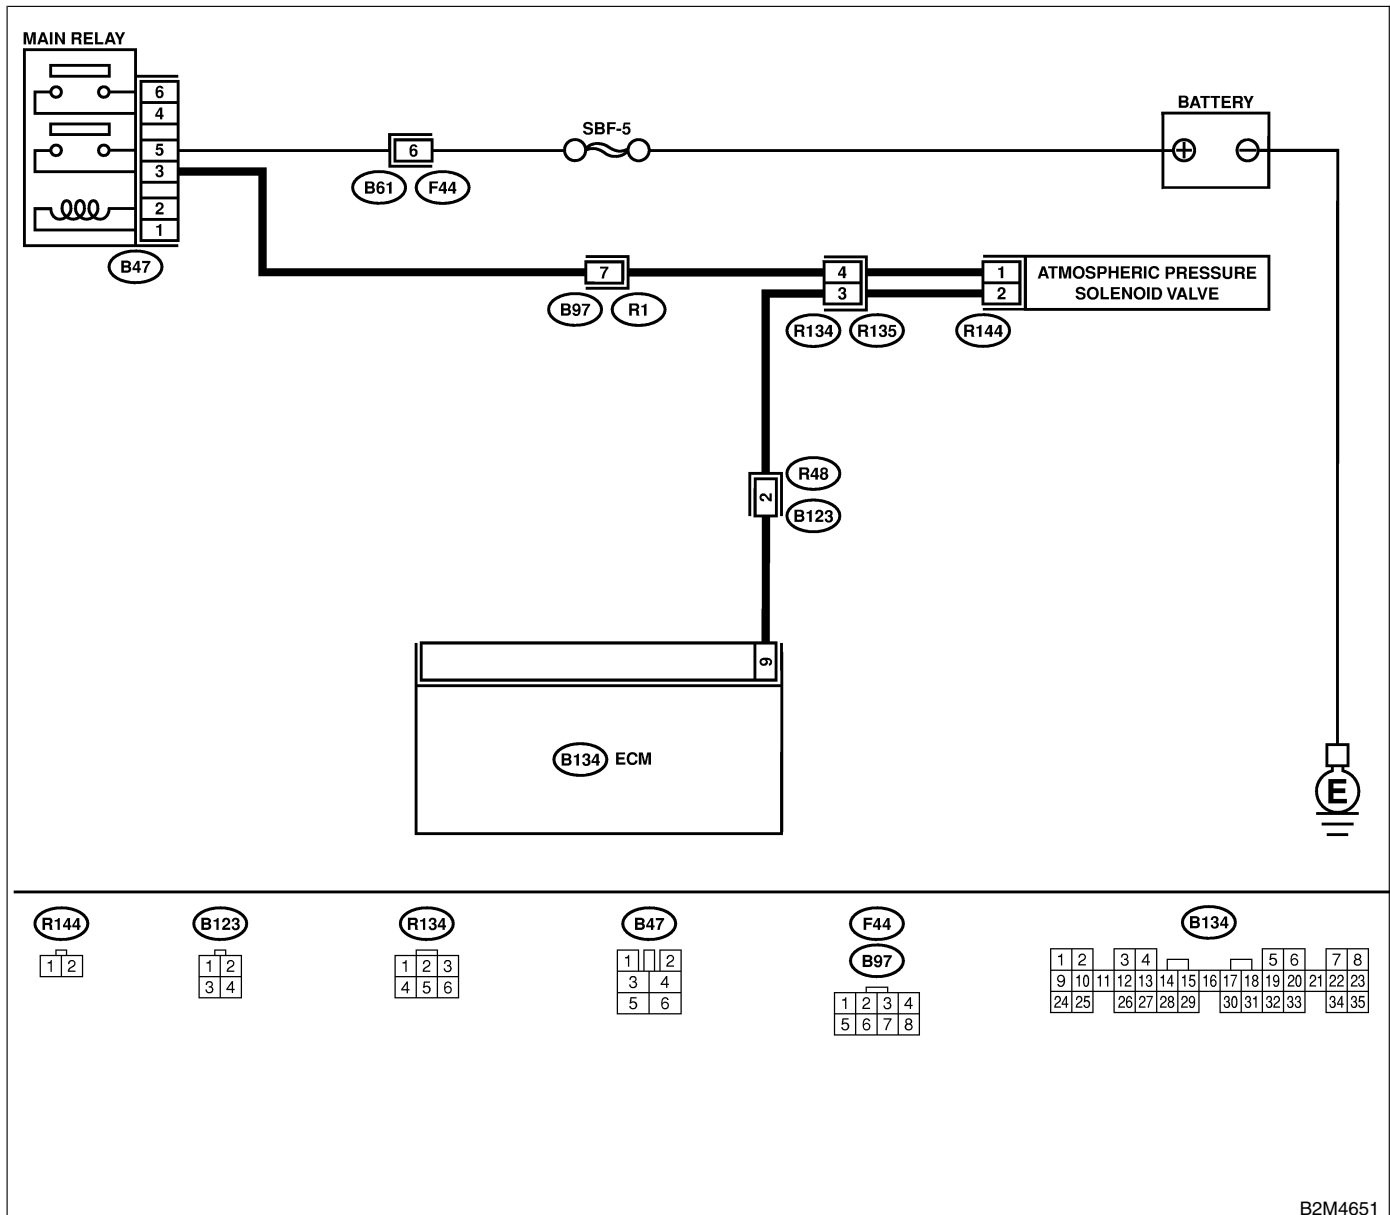 MAIN RELAY
6
4
5
3
2
1
B47
6
B61 F44
SBF-5
BATTERY
7
B97 R1
4
3
R134 R135
1
2
R144
ATMOSPHERIC PRESSURE
SOLENOID VALVE
R48
2
B123
9
B134 ECM
E
R144
1 2
B123
1 2
3 4
R134
1 2 3
4 5 6
B47
1 2
3 4
5 6
F44
B97
1 2 3 4
5 6 7 8
B134
1 2 3 4 5 6 7 8
9 10 11 12 13 14 15 16 17 18 19 20 21 22 23
24 25 26 27 28 29 30 31 32 33 34 35
B2M4651